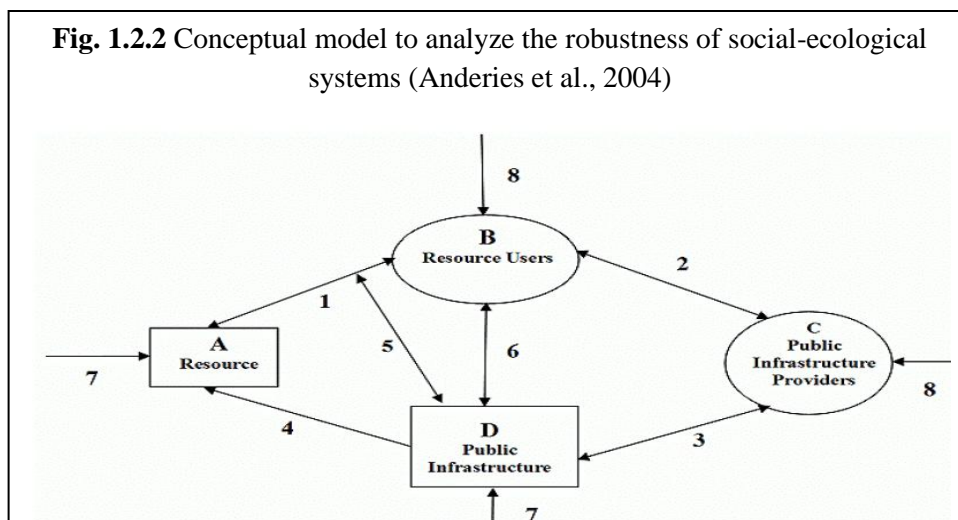 Fig. 1.2.2 Conceptual model to analyze the robustness of social-ecological
systems (Anderies et al., 2004)
8
B
Resource Users
2
1
A
Resource
5
6
C
Public
Infrastructure
Providers
7
8
4
D
Public
Infrastructure
3
7